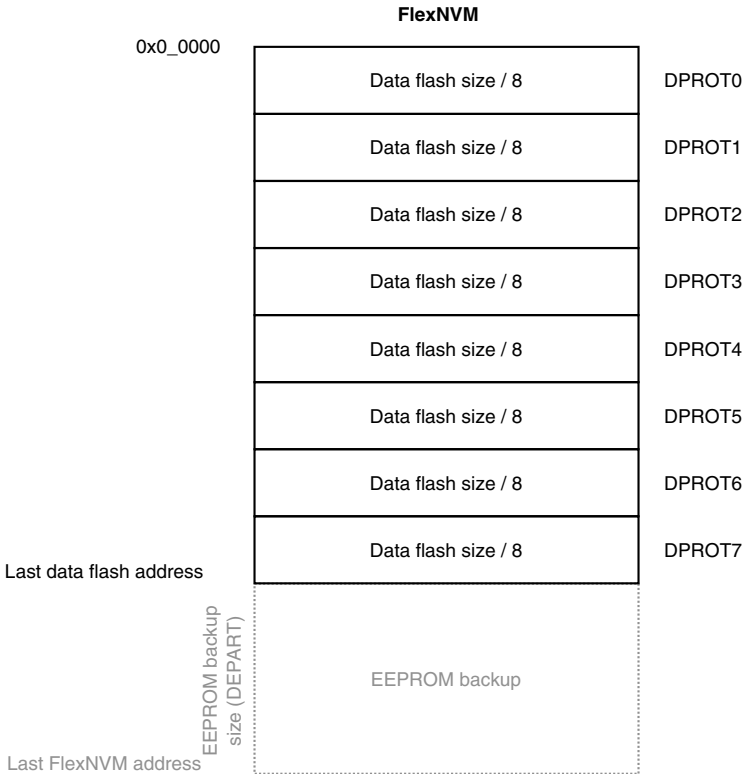 FlexNVM
0x0_0000
Data flash size / 8 DPROT0
Data flash size / 8 DPROT1
Data flash size / 8 DPROT2
Data flash size / 8 DPROT3
Data flash size / 8 DPROT4
Data flash size / 8 DPROT5
Data flash size / 8 DPROT6
Data flash size / 8 DPROT7
Last data flash address
EEPROM backup
size (DEPART)
EEPROM backup
Last FlexNVM address